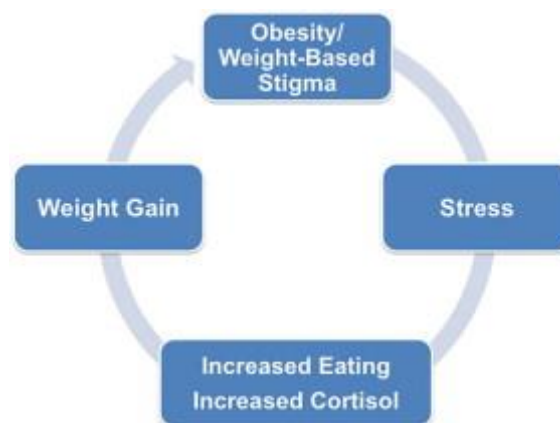 Obesity/
Weight-Based
Stigma
Stress
Increased Eating
Increased Cortisol
Weight Gain